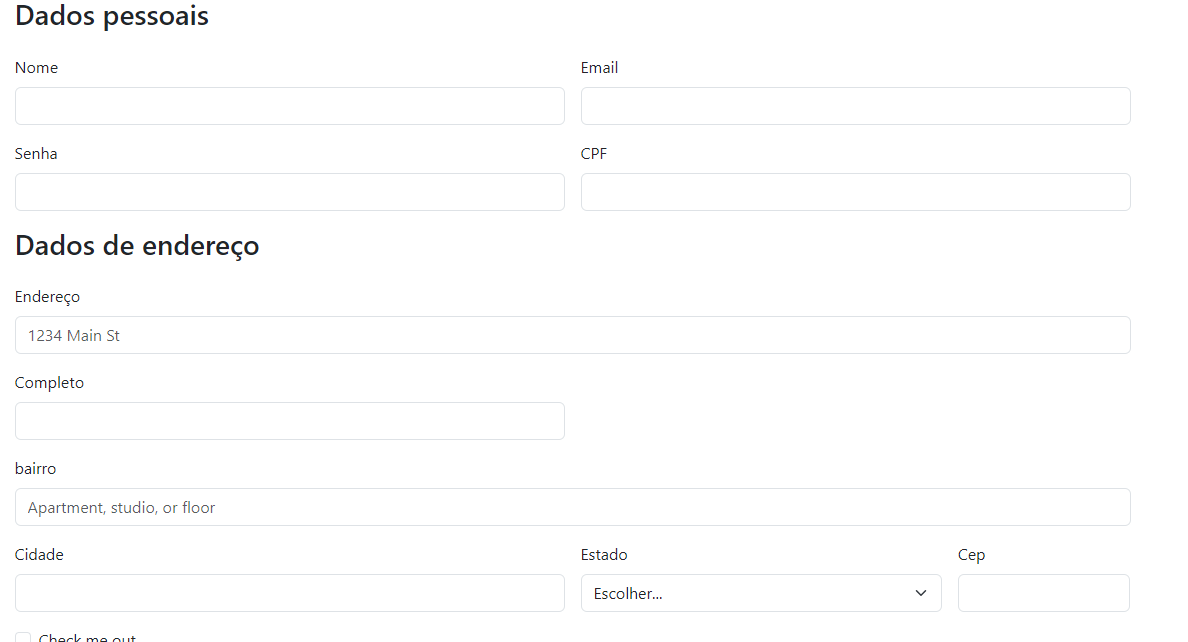 Dados pessoais
Nome Email
Senha CPF
Dados de endereço
Endereço
1234 Main St
Completo
bairro
Apartment, studio, or floor
Cidade Estado Cep
Escolher...
Check me out